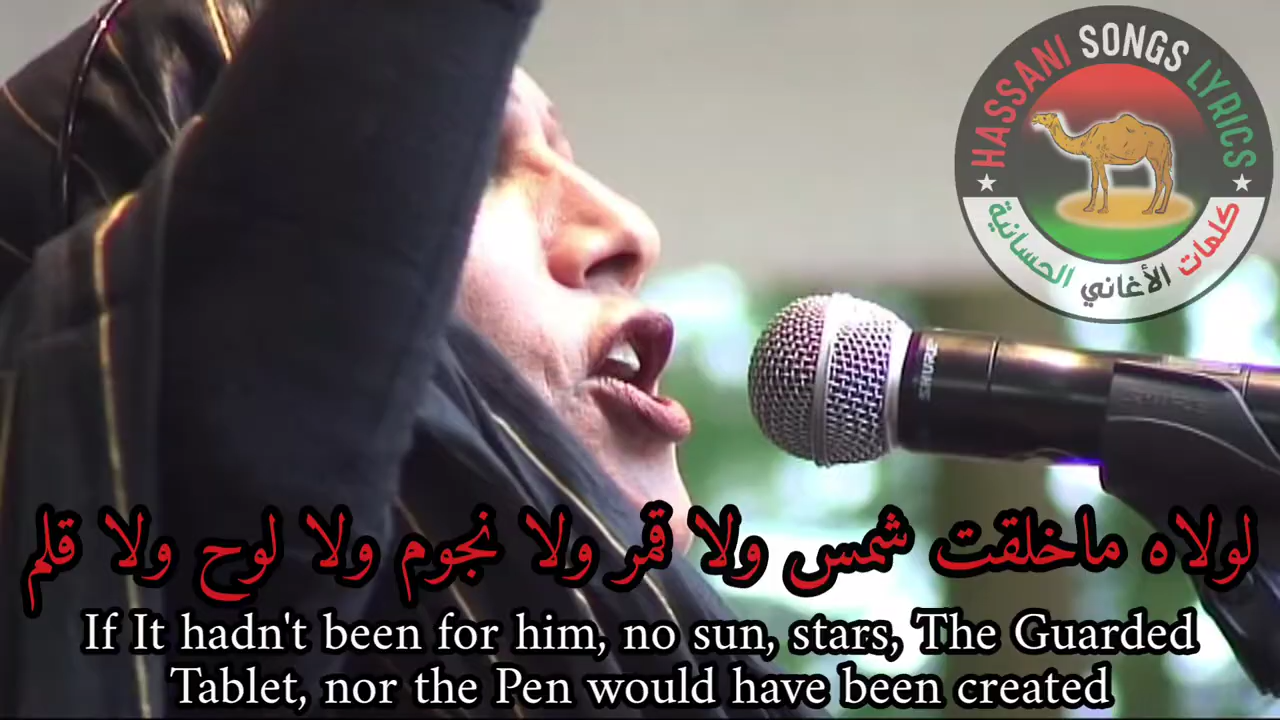 HASSANI SONGS LYRICS
كلمات الأغاني الحسانية
SHURE
لولاه ماخلقت شمس ولا قمر ولا نجوم ولا لوح ولا قلم
If It hadn't been for him, no sun, stars, The Guarded
Tablet, nor the Pen would have been created